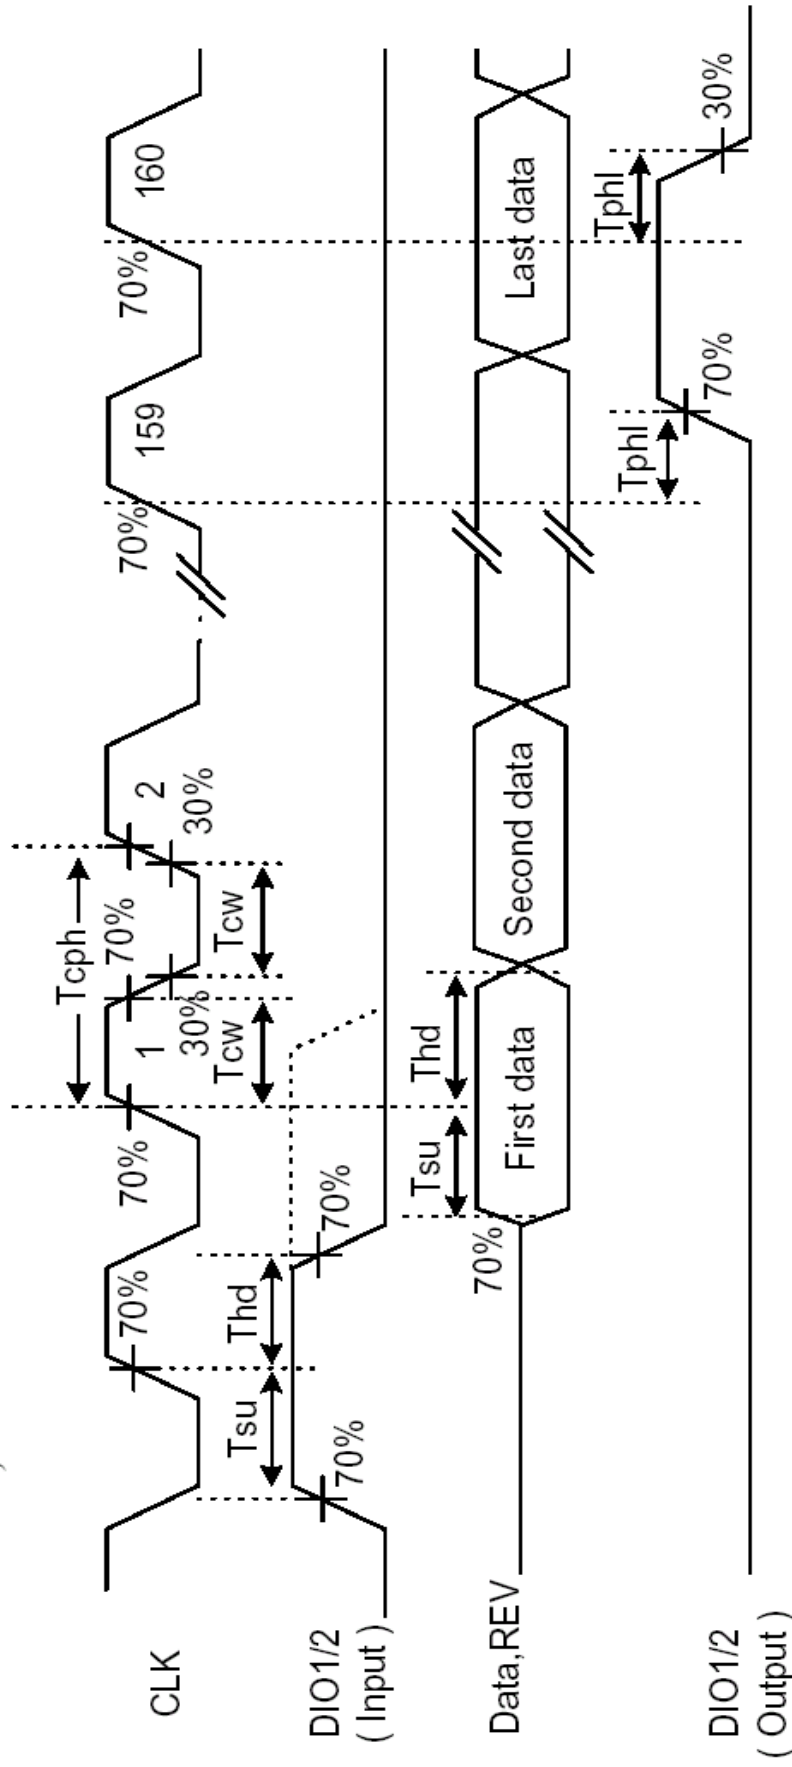 Tcph
CLK
70%
70%
1
70%
30%
2
30%
70%
159
70%
160
Tcw
Tcw
DIO1/2
( Input )
Tsu
Thd
70%
70%
Data,REV
70%
Tsu
Thd
First data
Second data
Last data
DIO1/2
( Output )
Tphl
70%
Tphl
30%